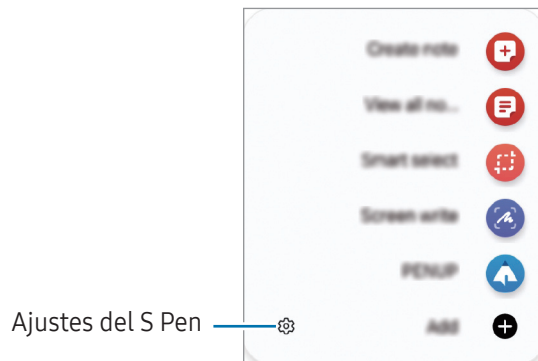 Create note
View all no...
Smart select
Screen write
PENUP
Add
Ajustes del S Pen